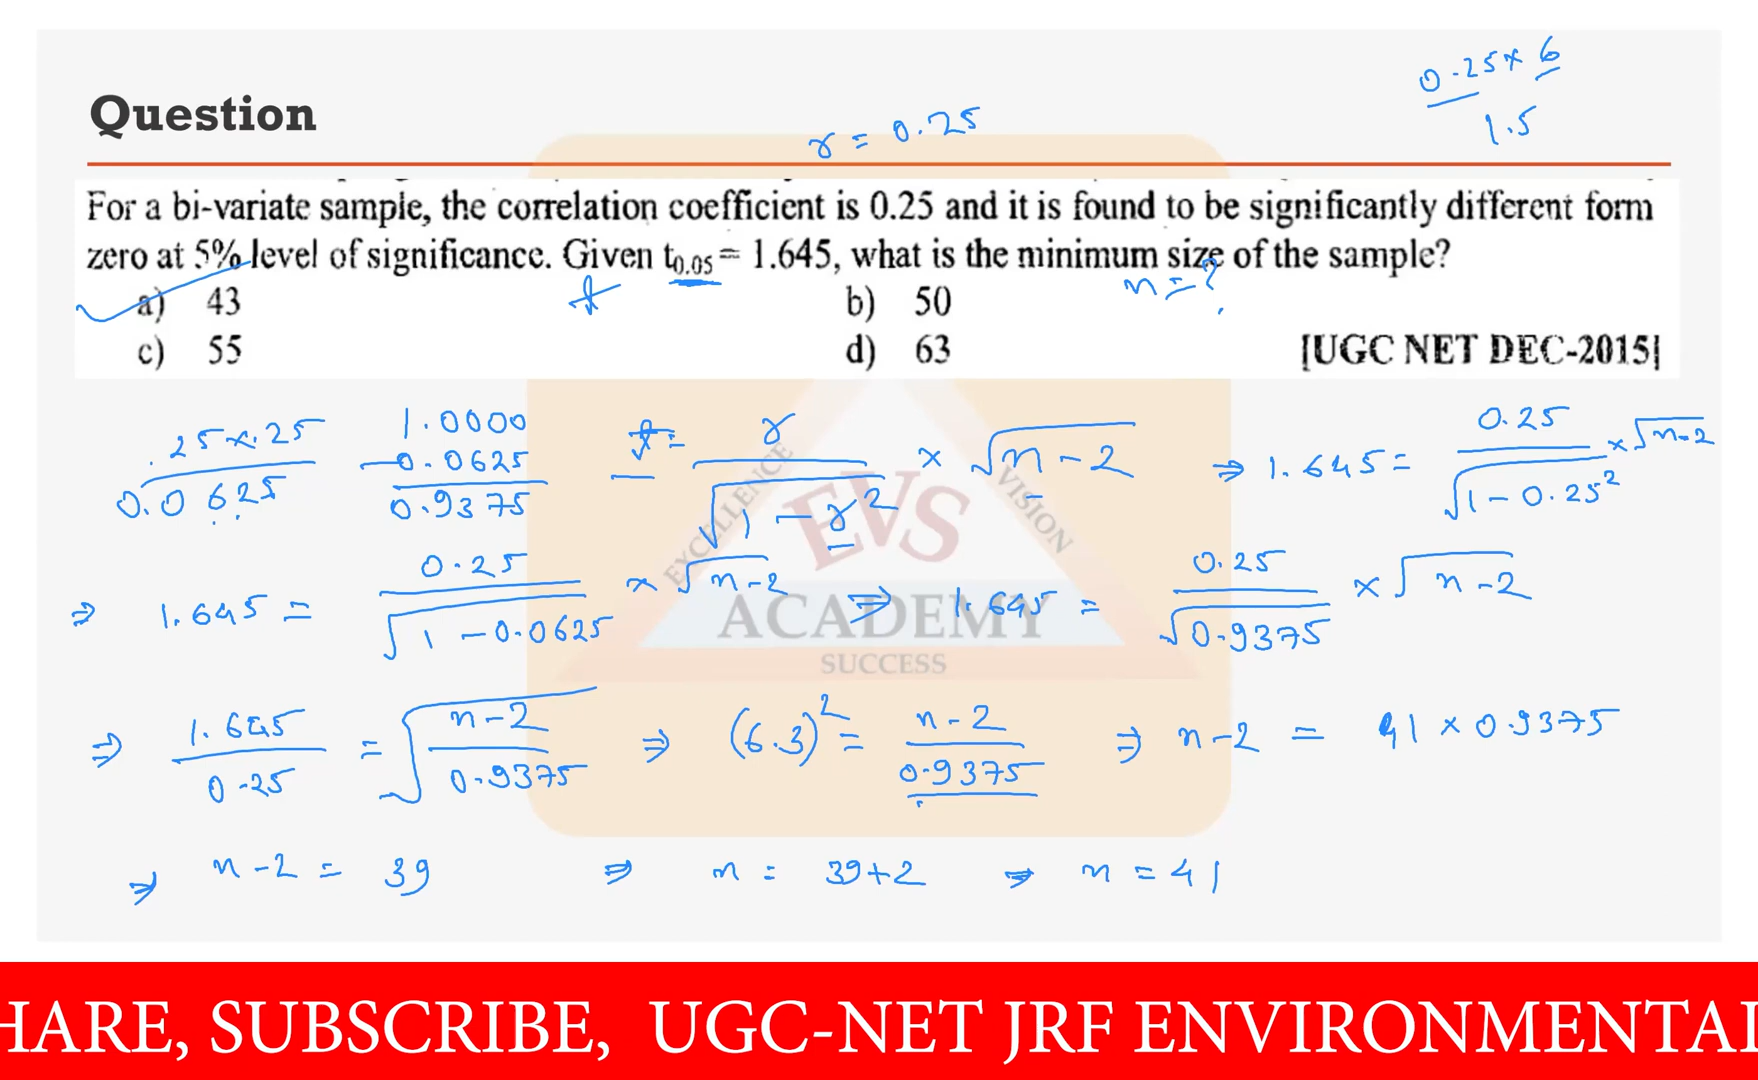 0.25 × 6
1.5
Question
r = 0.25
For a bi-variate sample, the correlation coefficient is 0.25 and it is found to be significantly different form
zero at 5% level of significance. Given t0.05 = 1.645, what is the minimum size of the sample?
t
n = ?
a) 43
b) 50
c) 55
d) 63
[UGC NET DEC-2015]
.25 × .25
0.0625
1.0000
-0.0625
0.9375
t = r / √(1 - r²) × √(n - 2)
⇒ 1.645 = 0.25 / √(1 - 0.25²) × √(n-2)
⇒ 1.645 = 0.25 / √(1 - 0.0625) × √(n-2)
⇒ 1.645 = 0.25 / √0.9375 × √(n-2)
EXCELLENCE
VISION
EVS
ACADEMY
SUCCESS
⇒ 1.645 / 0.25 = √((n-2) / 0.9375)
⇒ (6.3)² = (n-2) / 0.9375
⇒ n-2 = 41 × 0.9375
⇒ n-2 = 39
⇒ n = 39+2
⇒ n = 41
HARE, SUBSCRIBE, UGC-NET JRF ENVIRONMENTAL